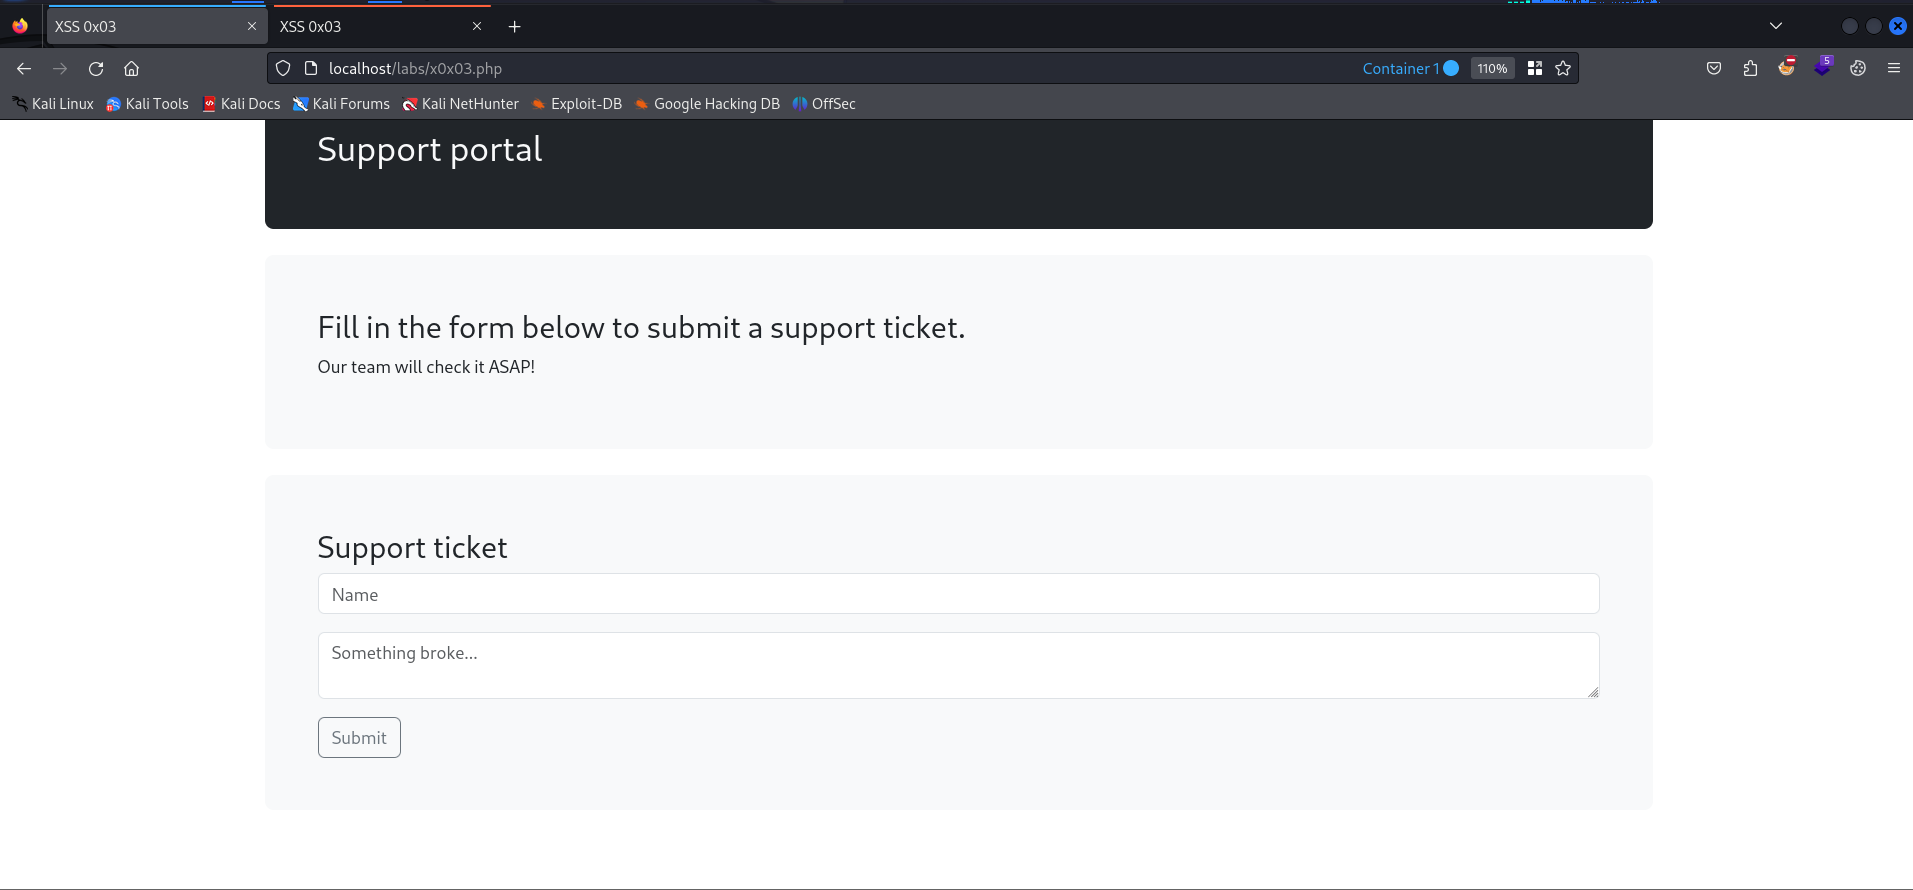 XSS 0x03
XSS 0x03
localhost/labs/x0x03.php
Container 1
110%
5
Kali Linux
Kali Tools
Kali Docs
Kali Forums
Kali NetHunter
Exploit-DB
Google Hacking DB
OffSec
Support portal
Fill in the form below to submit a support ticket.
Our team will check it ASAP!
Support ticket
Name
Something broke...
Submit